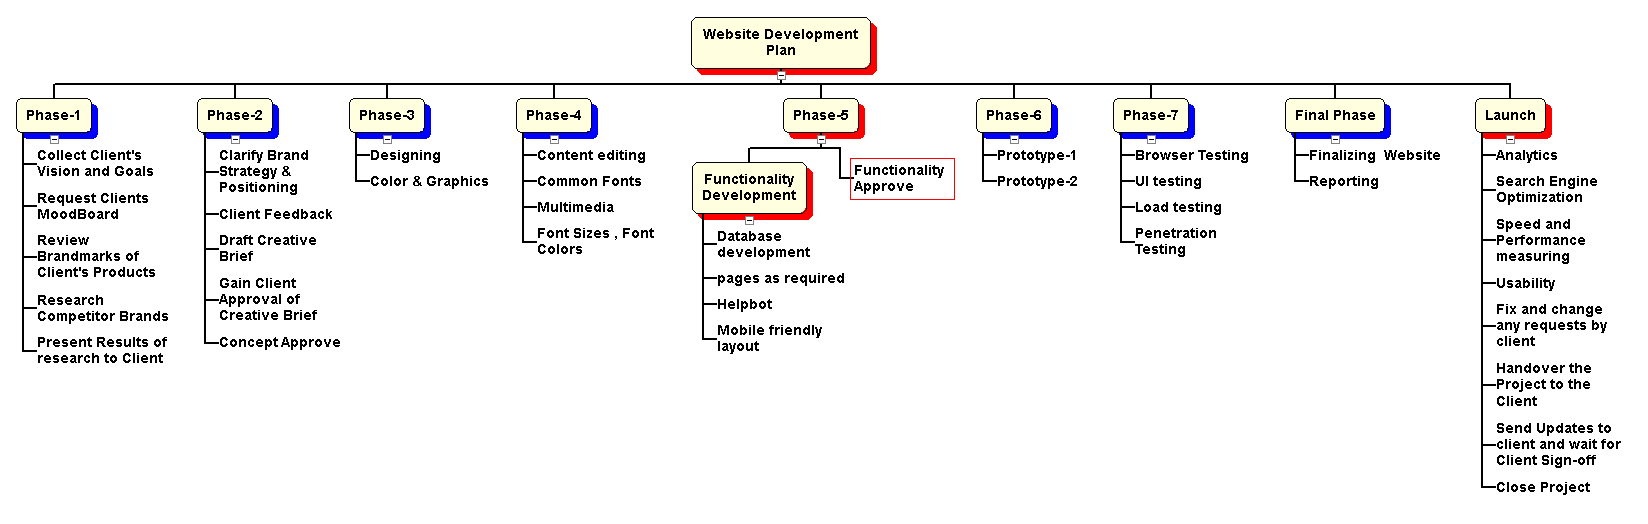 Website Development
Plan
Phase-1
Phase-2
Phase-3
Phase-4
Phase-5
Phase-6
Phase-7
Final Phase
Launch
Collect Client's
Vision and Goals
Request Clients
MoodBoard
Review
Brandmarks of
Client's Products
Research
Competitor Brands
Present Results of
research to Client
Clarify Brand
Strategy &
Positioning
Client Feedback
Draft Creative
Brief
Gain Client
Approval of
Creative Brief
Concept Approve
Designing
Color & Graphics
Content editing
Common Fonts
Multimedia
Font Sizes , Font
Colors
Functionality
Development
Database
development
pages as required
Helpbot
Mobile friendly
layout
Functionality
Approve
Prototype-1
Prototype-2
Browser Testing
UI testing
Load testing
Penetration
Testing
Finalizing  Website
Reporting
Analytics
Search Engine
Optimization
Speed and
Performance
measuring
Usability
Fix and change
any requests by
client
Handover the
Project to the
Client
Send Updates to
client and wait for
Client Sign-off
Close Project